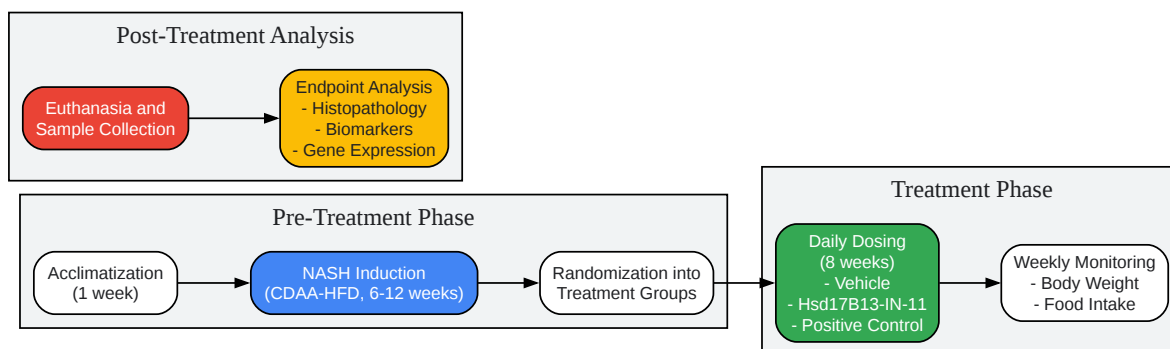 Post-Treatment Analysis
Euthanasia and
Sample Collection
Endpoint Analysis
- Histopathology
- Biomarkers
- Gene Expression
Pre-Treatment Phase
Acclimatization
(1 week)
NASH Induction
(CDAA-HFD, 6-12 weeks)
Randomization into
Treatment Groups
Treatment Phase
Daily Dosing
(8 weeks)
- Vehicle
- Hsd17B13-IN-11
- Positive Control
Weekly Monitoring
- Body Weight
- Food Intake